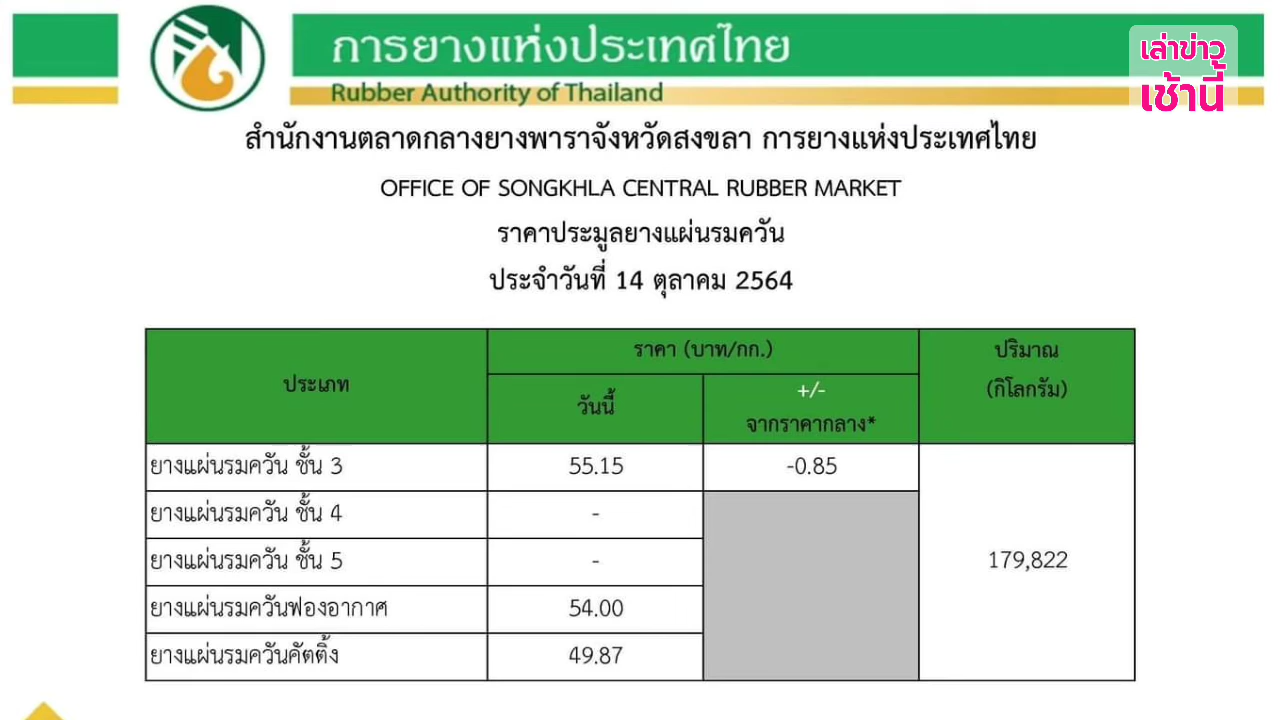 การยางแห่งประเทศไทย
Rubber Authority of Thailand
เล่าข่าว
เช้านี้
สำนักงานตลาดกลางยางพาราจังหวัดสงขลา การยางแห่งประเทศไทย
OFFICE OF SONGKHLA CENTRAL RUBBER MARKET
ราคาประมูลยางแผ่นรมควัน
ประจำวันที่ 14 ตุลาคม 2564
ประเภท
ราคา (บาท/กก.)
ปริมาณ
(กิโลกรัม)
วันนี้
+/-
จากราคากลาง*
ยางแผ่นรมควัน ชั้น 3 55.15 -0.85
ยางแผ่นรมควัน ชั้น 4 -
ยางแผ่นรมควัน ชั้น 5 - 179,822
ยางแผ่นรมควันฟองอากาศ 54.00
ยางแผ่นรมควันคัตติ้ง 49.87